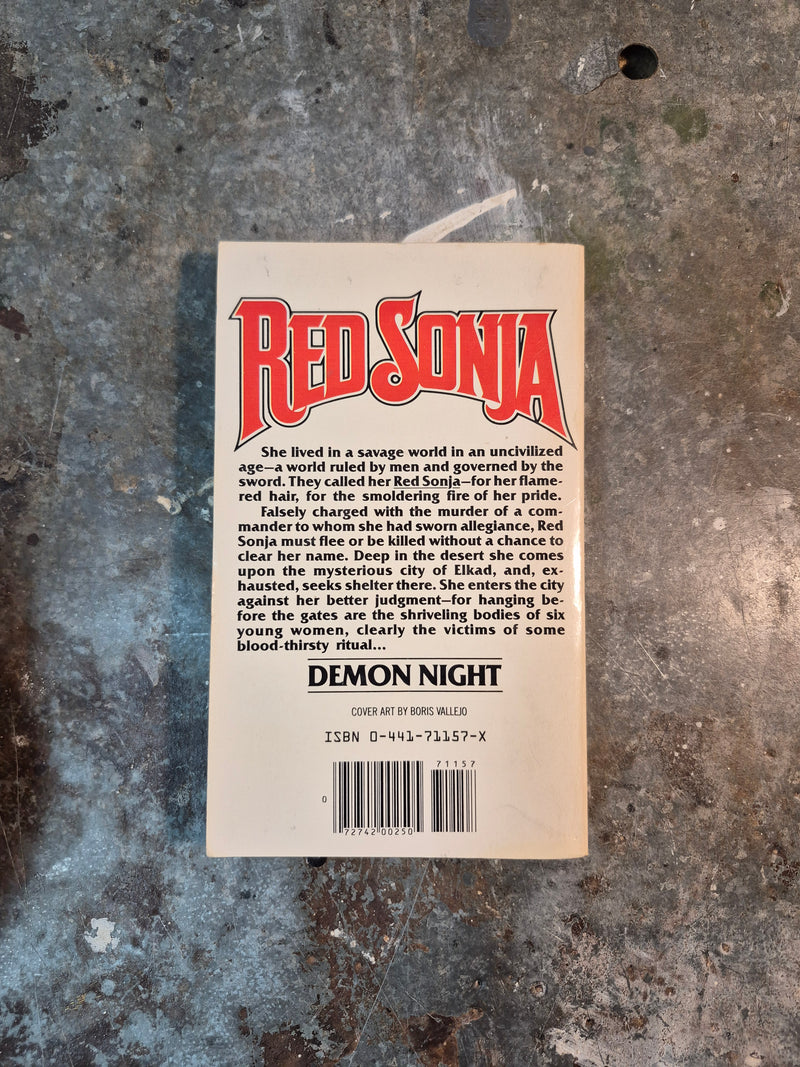 RED SONJA
She lived in a savage world in an uncivilized
age—a world ruled by men and governed by the
sword. They called her Red Sonja—for her flame-
red hair, for the smoldering fire of her pride.
Falsely charged with the murder of a com-
mander to whom she had sworn allegiance, Red
Sonja must flee or be killed without a chance to
clear her name. Deep in the desert she comes
upon the mysterious city of Elkad, and, ex-
hausted, seeks shelter there. She enters the city
against her better judgment—for hanging be-
fore the gates are the shriveling bodies of six
young women, clearly the victims of some
blood-thirsty ritual...
DEMON NIGHT
COVER ART BY BORIS VALLEJO
ISBN 0-441-71157-X
71157
0
72742 00250